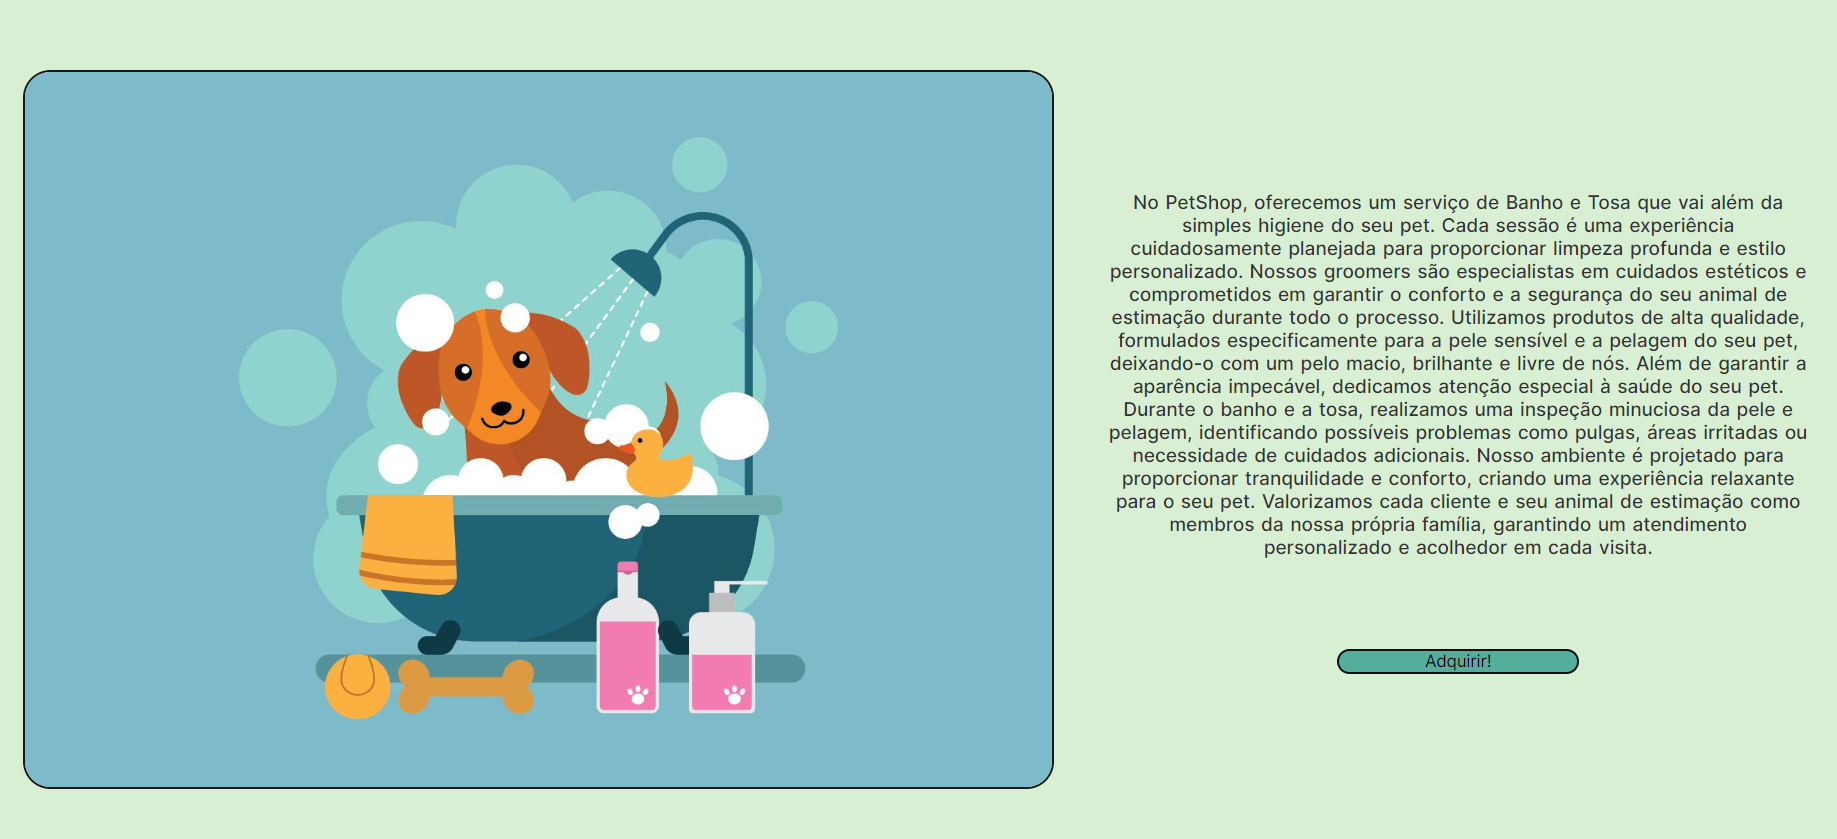 No PetShop, oferecemos um serviço de Banho e Tosa que vai além da
simples higiene do seu pet. Cada sessão é uma experiência
cuidadosamente planejada para proporcionar limpeza profunda e estilo
personalizado. Nossos groomers são especialistas em cuidados estéticos e
comprometidos em garantir o conforto e a segurança do seu animal de
estimação durante todo o processo. Utilizamos produtos de alta qualidade,
formulados especificamente para a pele sensível e a pelagem do seu pet,
deixando-o com um pelo macio, brilhante e livre de nós. Além de garantir a
aparência impecável, dedicamos atenção especial à saúde do seu pet.
Durante o banho e a tosa, realizamos uma inspeção minuciosa da pele e
pelagem, identificando possíveis problemas como pulgas, áreas irritadas ou
necessidade de cuidados adicionais. Nosso ambiente é projetado para
proporcionar tranquilidade e conforto, criando uma experiência relaxante
para o seu pet. Valorizamos cada cliente e seu animal de estimação como
membros da nossa própria família, garantindo um atendimento
personalizado e acolhedor em cada visita.
Adquirir!